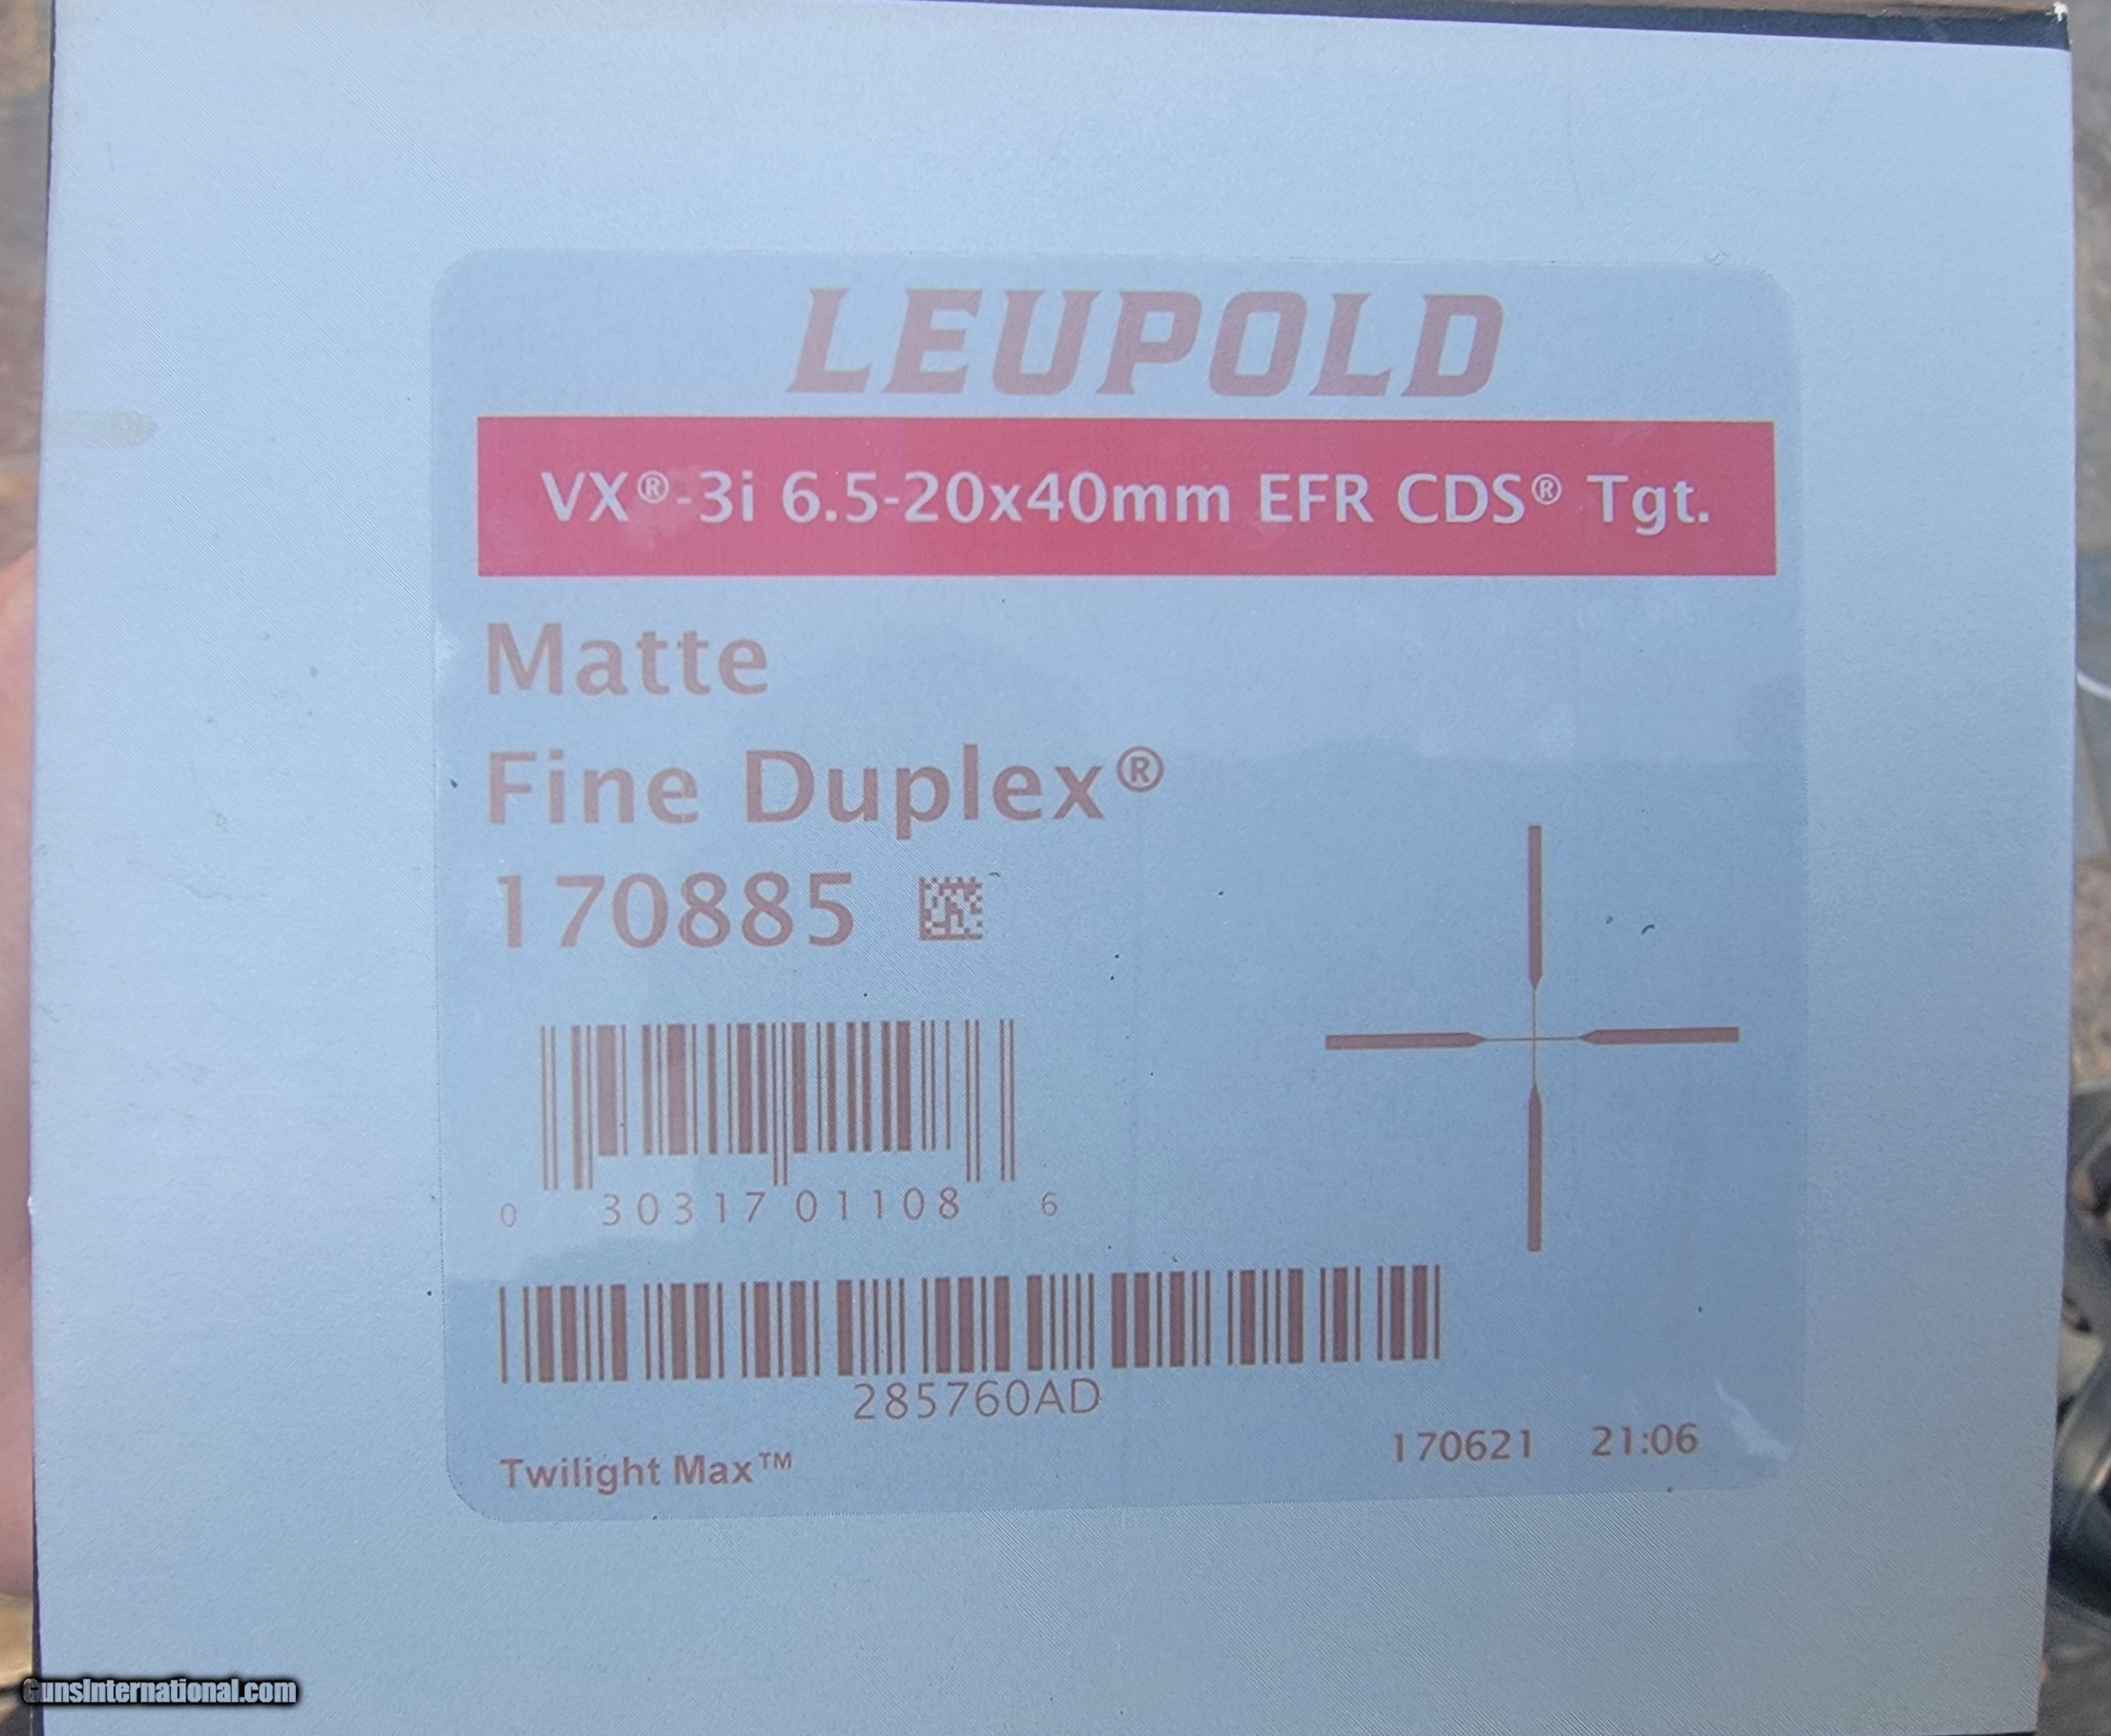 LEUPOLD
VX®-3i 6.5-20x40mm EFR CDS® Tgt.
Matte
Fine Duplex®
170885
0 30317 01108 6
285760AD
170621 21:06
Twilight Max™
GunsInternational.com